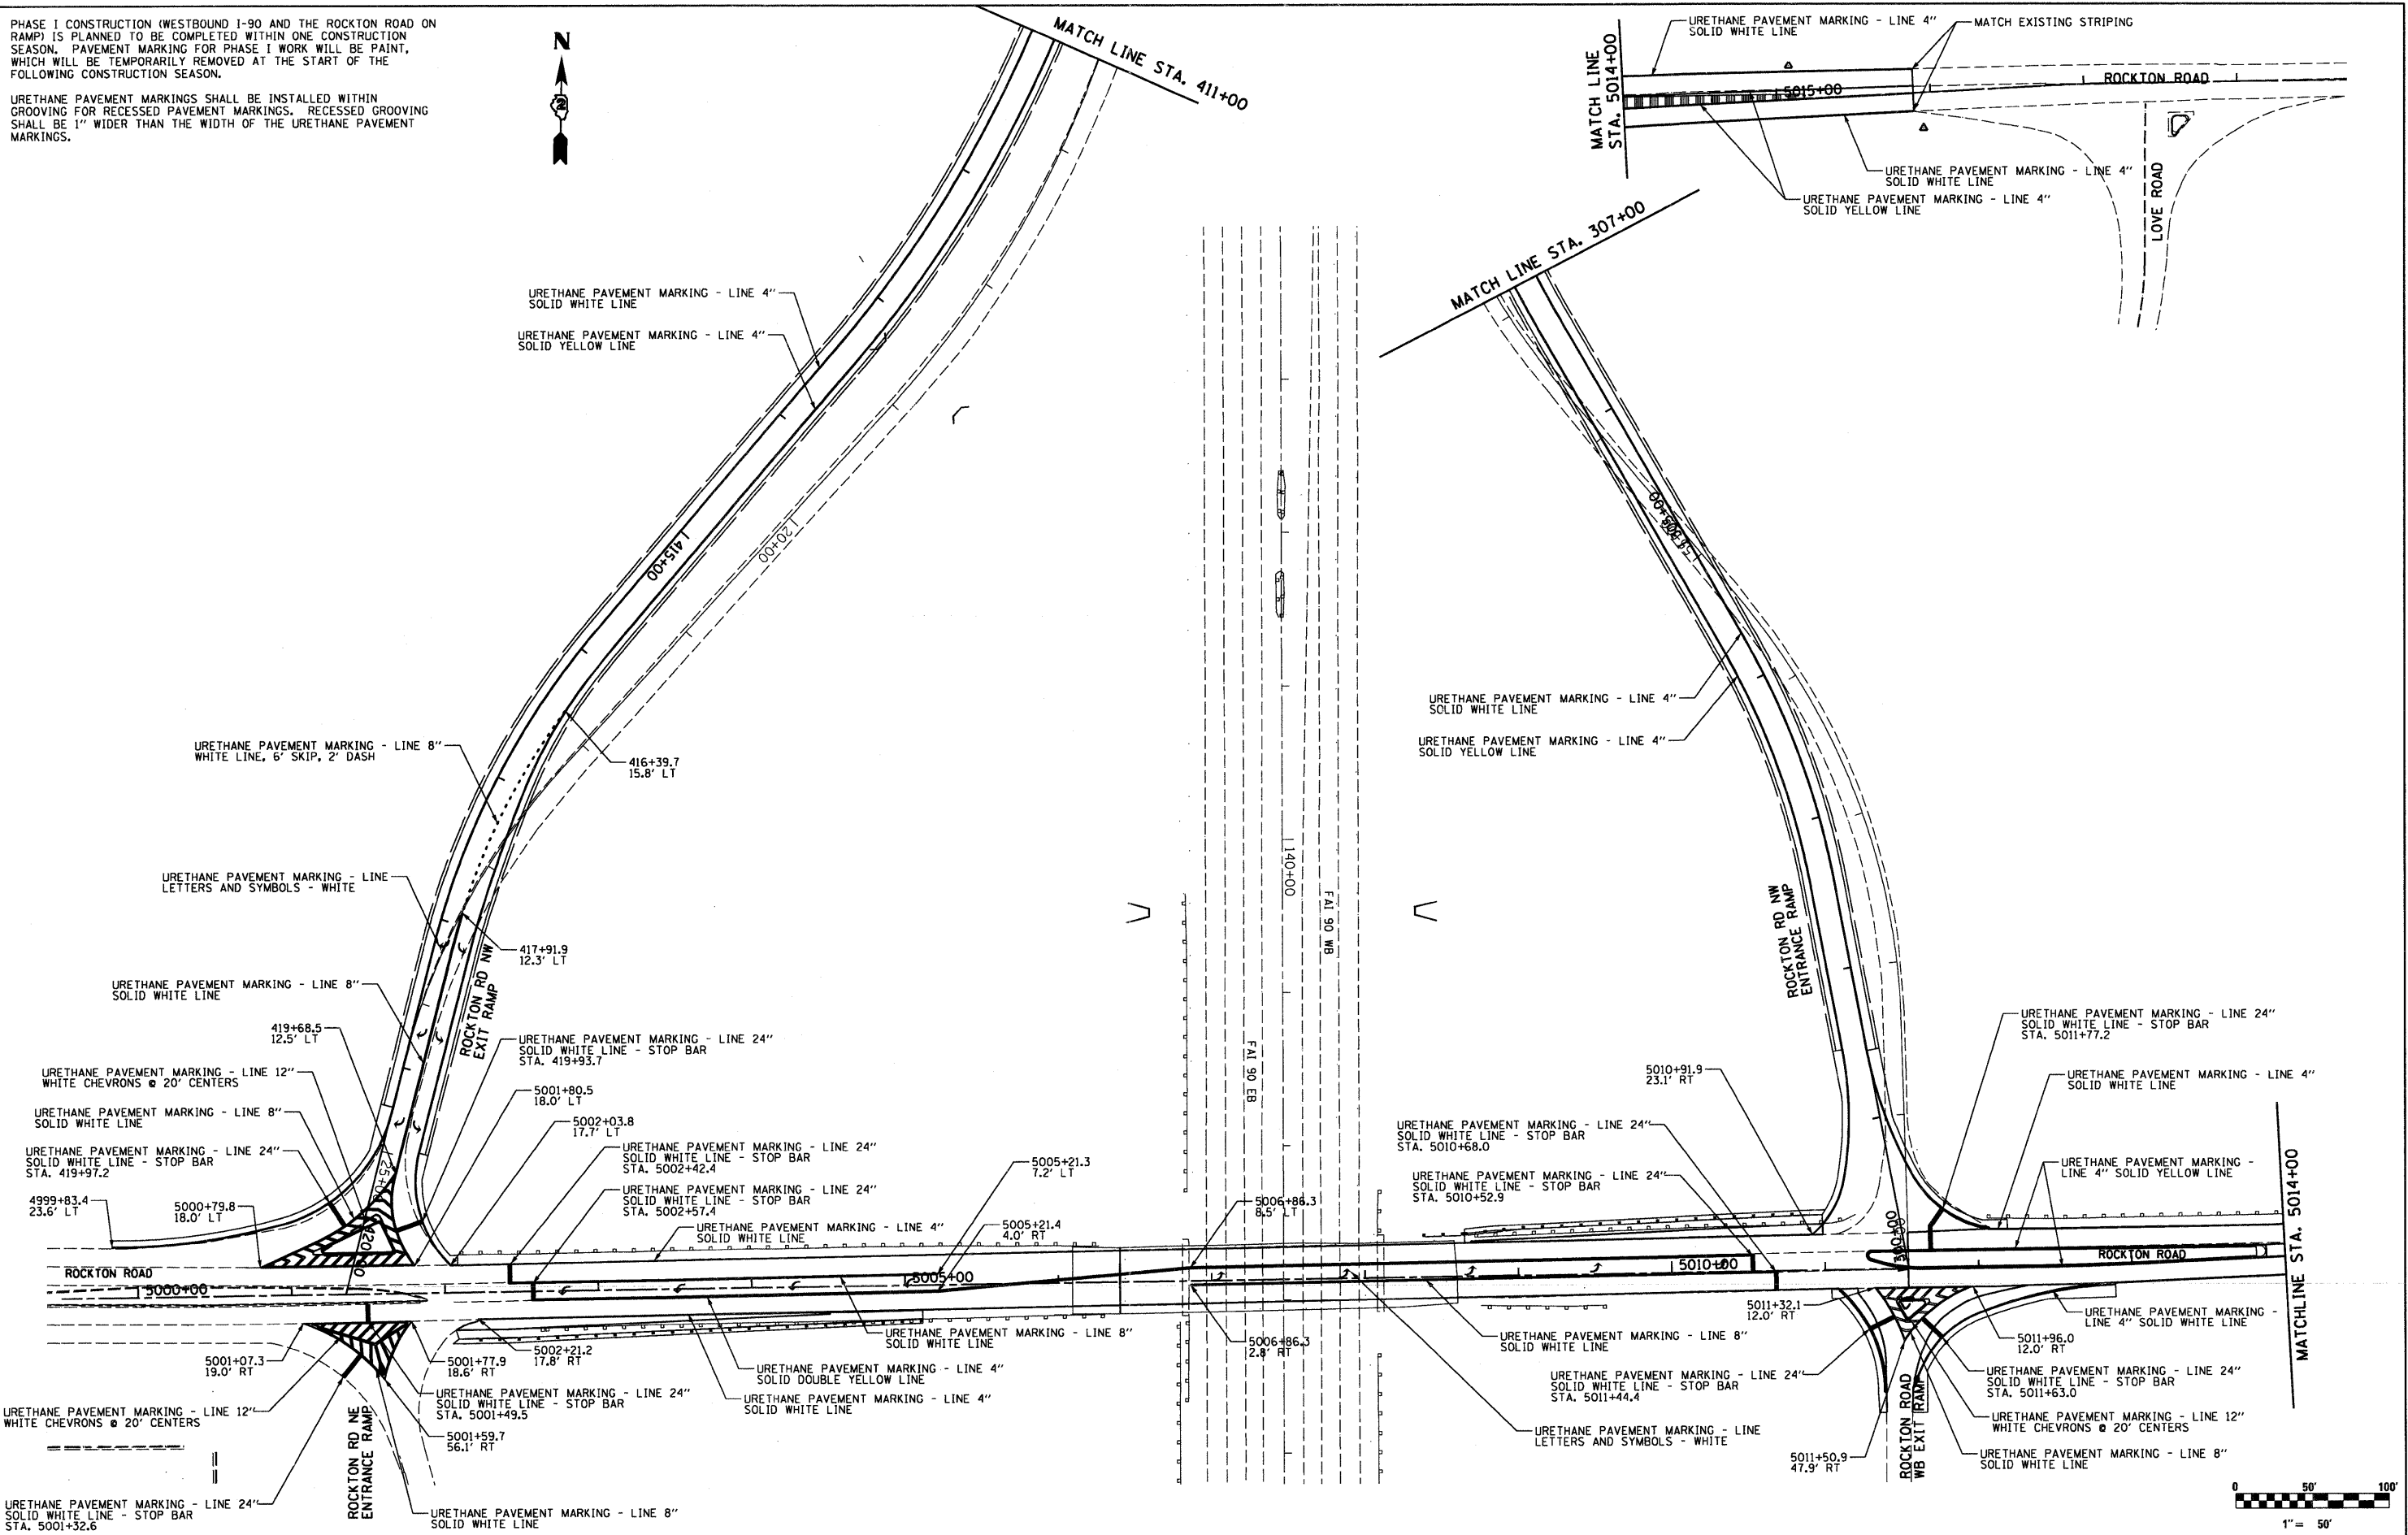 PHASE I CONSTRUCTION (WESTBOUND I-90 AND THE ROCKTON ROAD ON
RAMP) IS PLANNED TO BE COMPLETED WITHIN ONE CONSTRUCTION
SEASON. PAVEMENT MARKING FOR PHASE I WORK WILL BE PAINT,
WHICH WILL BE TEMPORARILY REMOVED AT THE START OF THE
FOLLOWING CONSTRUCTION SEASON.
URETHANE PAVEMENT MARKINGS SHALL BE INSTALLED WITHIN
GROOVING FOR RECESSED PAVEMENT MARKINGS. RECESSED GROOVING
SHALL BE 1" WIDER THAN THE WIDTH OF THE URETHANE PAVEMENT
MARKINGS.
N
2
MATCH LINE STA. 411+00
MATCH LINE
STA. 5014+00
URETHANE PAVEMENT MARKING - LINE 4"
SOLID WHITE LINE
MATCH EXISTING STRIPING
ROCKTON ROAD
5015+00
URETHANE PAVEMENT MARKING - LINE 4"
SOLID WHITE LINE
URETHANE PAVEMENT MARKING - LINE 4"
SOLID YELLOW LINE
LOVE ROAD
MATCH LINE STA. 307+00
URETHANE PAVEMENT MARKING - LINE 4"
SOLID WHITE LINE
URETHANE PAVEMENT MARKING - LINE 4"
SOLID YELLOW LINE
415+00
120+00
URETHANE PAVEMENT MARKING - LINE 4"
SOLID WHITE LINE
URETHANE PAVEMENT MARKING - LINE 4"
SOLID YELLOW LINE
URETHANE PAVEMENT MARKING - LINE 8"
WHITE LINE, 6' SKIP, 2' DASH
416+39.7
15.8' LT
URETHANE PAVEMENT MARKING - LINE
LETTERS AND SYMBOLS - WHITE
417+91.9
12.3' LT
140+00
FAI 90 WB
FAI 90 EB
ROCKTON RD NW
EXIT RAMP
ROCKTON RD NW
ENTRANCE RAMP
URETHANE PAVEMENT MARKING - LINE 8"
SOLID WHITE LINE
419+68.5
12.5' LT
URETHANE PAVEMENT MARKING - LINE 24"
SOLID WHITE LINE - STOP BAR
STA. 419+93.7
URETHANE PAVEMENT MARKING - LINE 12"
WHITE CHEVRONS @ 20' CENTERS
URETHANE PAVEMENT MARKING - LINE 8"
SOLID WHITE LINE
URETHANE PAVEMENT MARKING - LINE 24"
SOLID WHITE LINE - STOP BAR
STA. 419+97.2
4999+83.4
23.6' LT
5000+79.8
18.0' LT
5001+80.5
18.0' LT
5002+03.8
17.7' LT
URETHANE PAVEMENT MARKING - LINE 24"
SOLID WHITE LINE - STOP BAR
STA. 5002+42.4
URETHANE PAVEMENT MARKING - LINE 24"
SOLID WHITE LINE - STOP BAR
STA. 5002+57.4
URETHANE PAVEMENT MARKING - LINE 4"
SOLID WHITE LINE
5005+21.3
7.2' LT
5005+21.4
4.0' RT
5006+86.3
8.5' LT
5010+91.9
23.1' RT
URETHANE PAVEMENT MARKING - LINE 24"
SOLID WHITE LINE - STOP BAR
STA. 5010+68.0
URETHANE PAVEMENT MARKING - LINE 24"
SOLID WHITE LINE - STOP BAR
STA. 5010+52.9
URETHANE PAVEMENT MARKING - LINE 24"
SOLID WHITE LINE - STOP BAR
STA. 5011+77.2
URETHANE PAVEMENT MARKING - LINE 4"
SOLID WHITE LINE
URETHANE PAVEMENT MARKING -
LINE 4" SOLID YELLOW LINE
MATCHLINE STA. 5014+00
ROCKTON ROAD
5000+00
5005+00
5010+00
300+00
ROCKTON ROAD
5001+07.3
19.0' RT
5001+77.9
18.6' RT
5002+21.2
17.8' RT
URETHANE PAVEMENT MARKING - LINE 8"
SOLID WHITE LINE
URETHANE PAVEMENT MARKING - LINE 4"
SOLID DOUBLE YELLOW LINE
URETHANE PAVEMENT MARKING - LINE 4"
SOLID WHITE LINE
5006+86.3
2.8' RT
URETHANE PAVEMENT MARKING - LINE 8"
SOLID WHITE LINE
5011+32.1
12.0' RT
5011+96.0
12.0' RT
URETHANE PAVEMENT MARKING -
LINE 4" SOLID WHITE LINE
URETHANE PAVEMENT MARKING - LINE 24"
SOLID WHITE LINE - STOP BAR
STA. 5001+49.5
5001+59.7
56.1' RT
URETHANE PAVEMENT MARKING - LINE 12"
WHITE CHEVRONS @ 20' CENTERS
URETHANE PAVEMENT MARKING - LINE 24"
SOLID WHITE LINE - STOP BAR
STA. 5011+44.4
URETHANE PAVEMENT MARKING - LINE 24"
SOLID WHITE LINE - STOP BAR
STA. 5011+63.0
URETHANE PAVEMENT MARKING - LINE 12"
WHITE CHEVRONS @ 20' CENTERS
URETHANE PAVEMENT MARKING - LINE
LETTERS AND SYMBOLS - WHITE
5011+50.9
47.9' RT
URETHANE PAVEMENT MARKING - LINE 8"
SOLID WHITE LINE
ROCKTON RD NE
ENTRANCE RAMP
ROCKTON ROAD
WB EXIT RAMP
URETHANE PAVEMENT MARKING - LINE 24"
SOLID WHITE LINE - STOP BAR
STA. 5001+32.6
URETHANE PAVEMENT MARKING - LINE 8"
SOLID WHITE LINE
0 50' 100'
1" = 50'